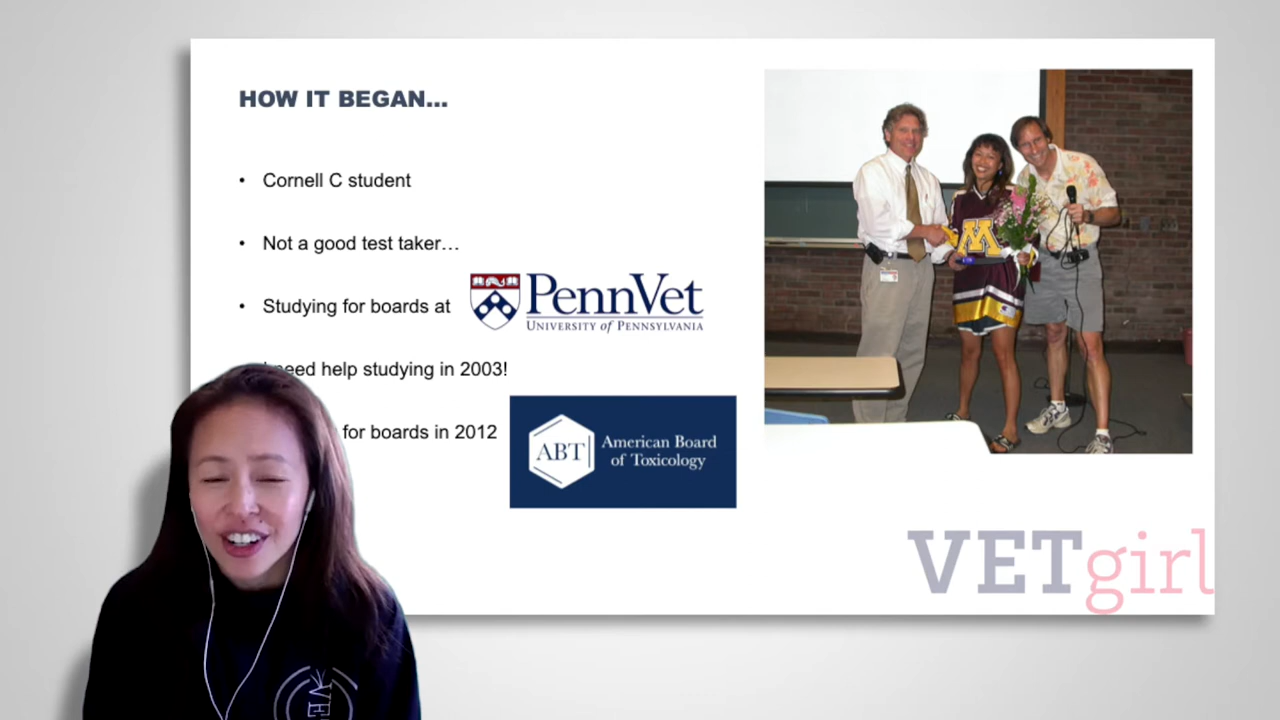 HOW IT BEGAN...
• Cornell C student
• Not a good test taker…
• Studying for boards at
PennVet
UNIVERSITY of PENNSYLVANIA
need help studying in 2003!
for boards in 2012
ABT
American Board
of Toxicology
M
VETgirl